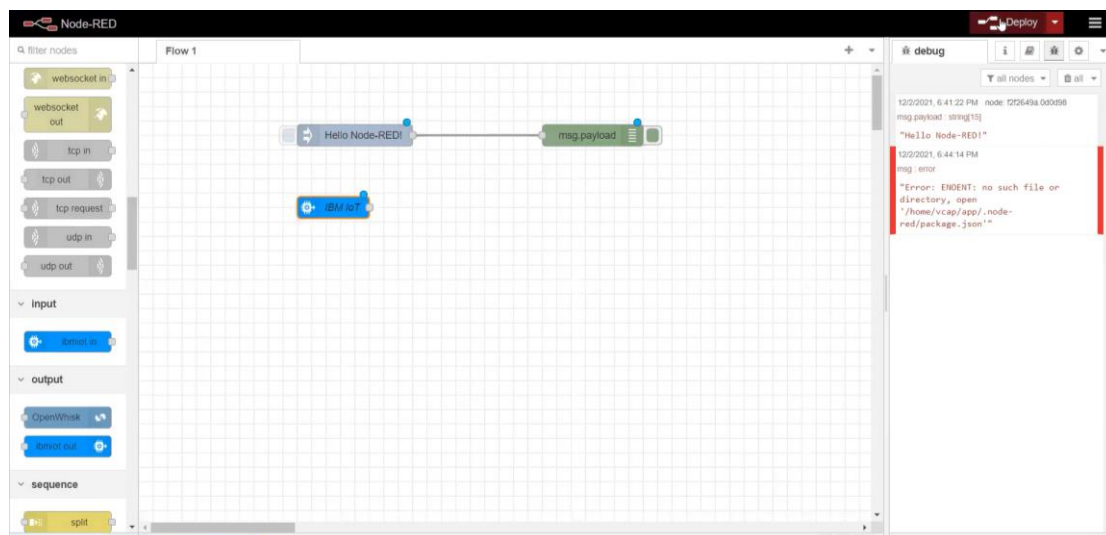 Node-RED
Deploy
filter nodes
Flow 1
debug
i
all nodes
all
websocket in
websocket
out
tcp in
tcp out
tcp request
udp in
udp out
input
ibmiot in
output
OpenWhisk
ibmiot out
sequence
split
Hello Node-RED!
msg.payload
IBM IoT
12/2/2021, 6:41:22 PM node: f2f2649a.0d0d98
msg.payload : string[15]
"Hello Node-RED!"
12/2/2021, 6:44:14 PM
msg : error
"Error: ENOENT: no such file or
directory, open
'/home/vcap/app/.node-
red/package.json'"